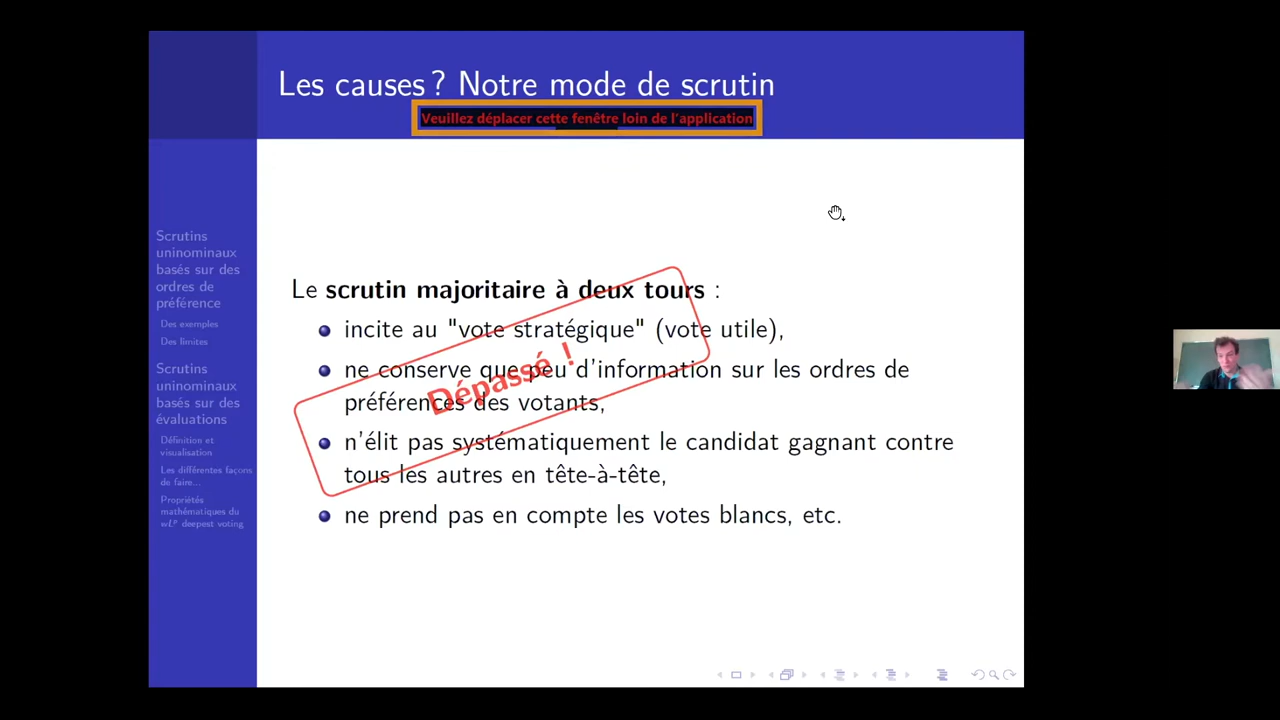 Les causes ? Notre mode de scrutin
Veuillez déplacer cette fenêtre loin de l'application
Scrutins
uninominaux
basés sur des
ordres de
préférence
Des exemples
Des limites
Scrutins
uninominaux
basés sur des
évaluations
Définition et
visualisation
Les différentes façons
de faire...
Propriétés
mathématiques du
wLᵖ deepest voting
Le scrutin majoritaire à deux tours :
incite au "vote stratégique" (vote utile),
ne conserve que peu d'information sur les ordres de
préférences des votants,
n'élit pas systématiquement le candidat gagnant contre
tous les autres en tête-à-tête,
ne prend pas en compte les votes blancs, etc.
Dépassé !